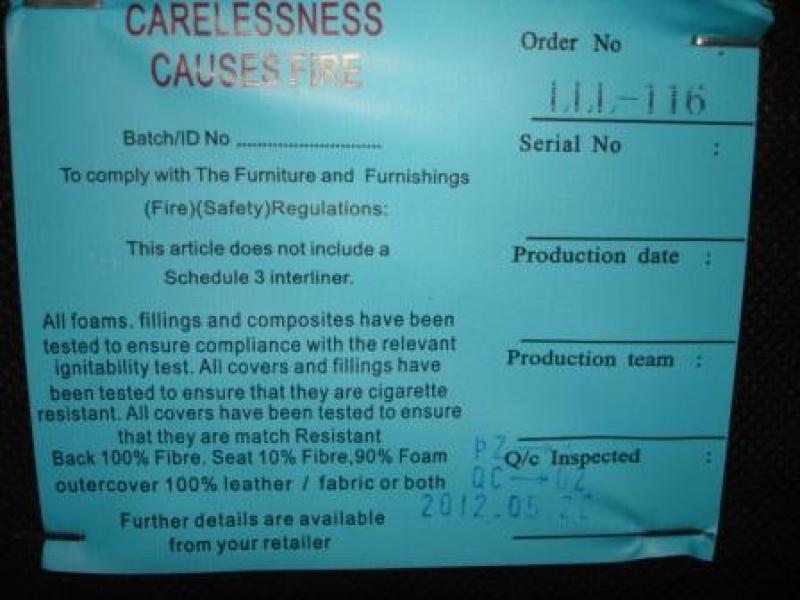 CARELESSNESS
CAUSES FIRE
Batch/ID No ..............................
To comply with The Furniture and Furnishings
(Fire)(Safety)Regulations:
This article does not include a
Schedule 3 interliner.
All foams. fillings and composites have been
tested to ensure compliance with the relevant
ignitability test. All covers and fillings have
been tested to ensure that they are cigarette
resistant. All covers have been tested to ensure
that they are match Resistant
Back 100% Fibre. Seat 10% Fibre,90% Foam
outercover 100% leather / fabric or both
Further details are available
from your retailer
Order No :
LLL-116
Serial No :
Production date :
Production team :
Q/c Inspected :
QC
2012.05